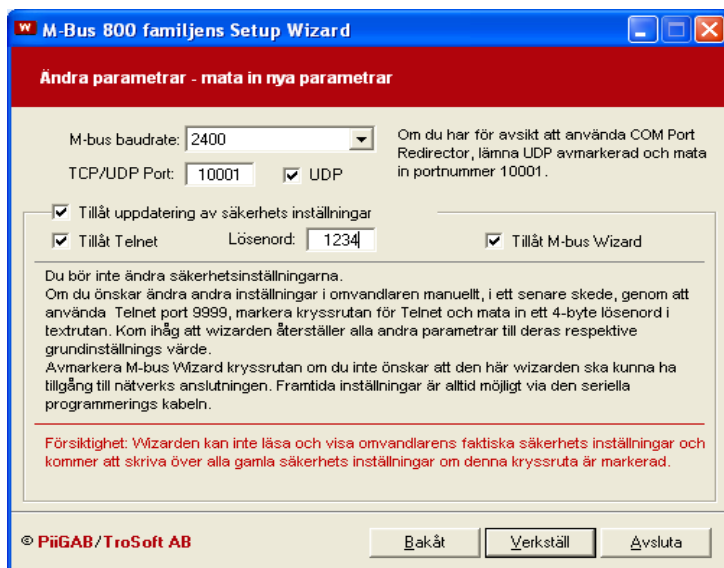 W M-Bus 800 familjens Setup Wizard
Ändra parametrar - mata in nya parametrar
M-bus baudrate: 2400
TCP/UDP Port: 10001 UDP
Om du har för avsikt att använda COM Port
Redirector, lämna UDP avmarkerad och mata
in portnummer 10001.
Tillåt uppdatering av säkerhets inställningar
Tillåt Telnet Lösenord: 1234 Tillåt M-bus Wizard
Du bör inte ändra säkerhetsinställningarna.
Om du önskar ändra andra inställningar i omvandlaren manuellt, i ett senare skede, genom att
använda Telnet port 9999, markera kryssrutan för Telnet och mata in ett 4-byte lösenord i
textrutan. Kom ihåg att wizarden återställer alla andra parametrar till deras respektive
grundinställnings värde.
Avmarkera M-bus Wizard kryssrutan om du inte önskar att den här wizarden ska kunna ha
tillgång till nätverks anslutningen. Framtida inställningar är alltid möjligt via den seriella
programmerings kabeln.
Försiktighet: Wizarden kan inte läsa och visa omvandlarens faktiska säkerhets inställningar och
kommer att skriva över alla gamla säkerhets inställningar om denna kryssruta är markerad.
© PiiGAB/TroSoft AB Bakåt Verkställ Avsluta